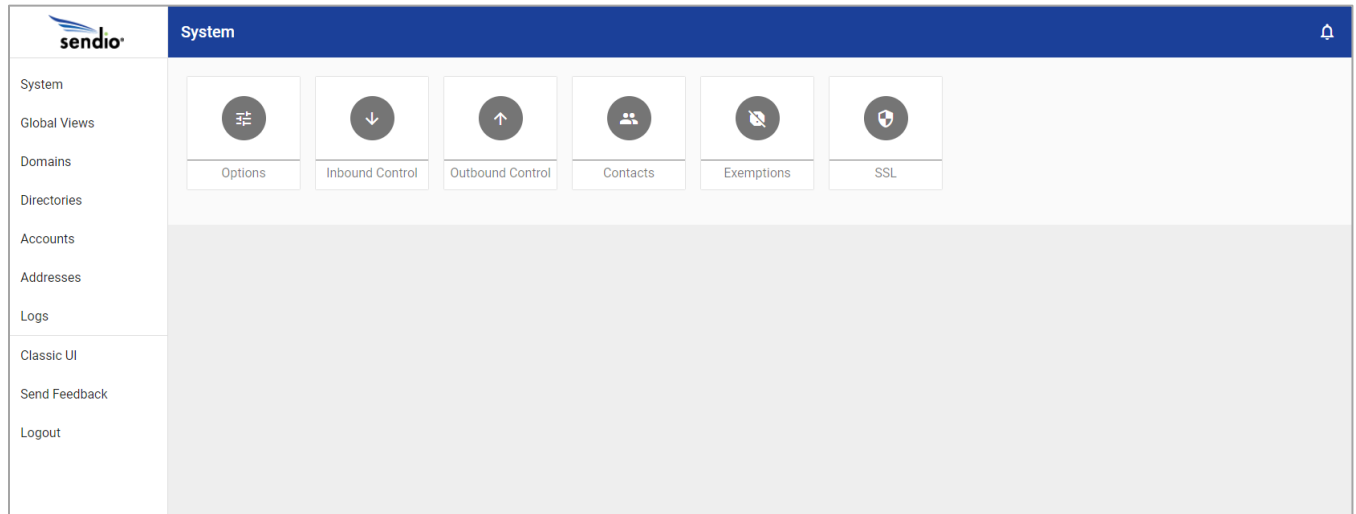 sendio
System
System
Global Views
Domains
Directories
Accounts
Addresses
Logs
Classic UI
Send Feedback
Logout
Options
Inbound Control
Outbound Control
Contacts
Exemptions
SSL